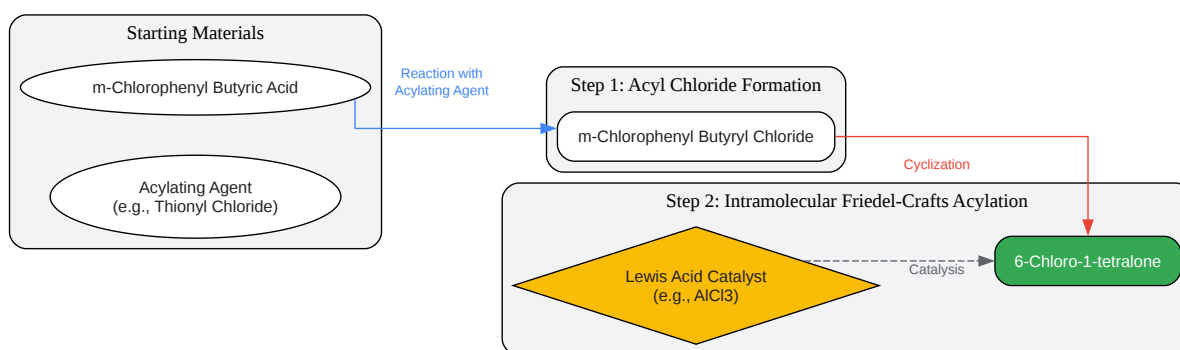 Starting Materials
m-Chlorophenyl Butyric Acid
Acylating Agent
(e.g., Thionyl Chloride)
Reaction with
Acylating Agent
Step 1: Acyl Chloride Formation
m-Chlorophenyl Butyryl Chloride
Cyclization
Step 2: Intramolecular Friedel-Crafts Acylation
Lewis Acid Catalyst
(e.g., AlCl3)
Catalysis
6-Chloro-1-tetralone